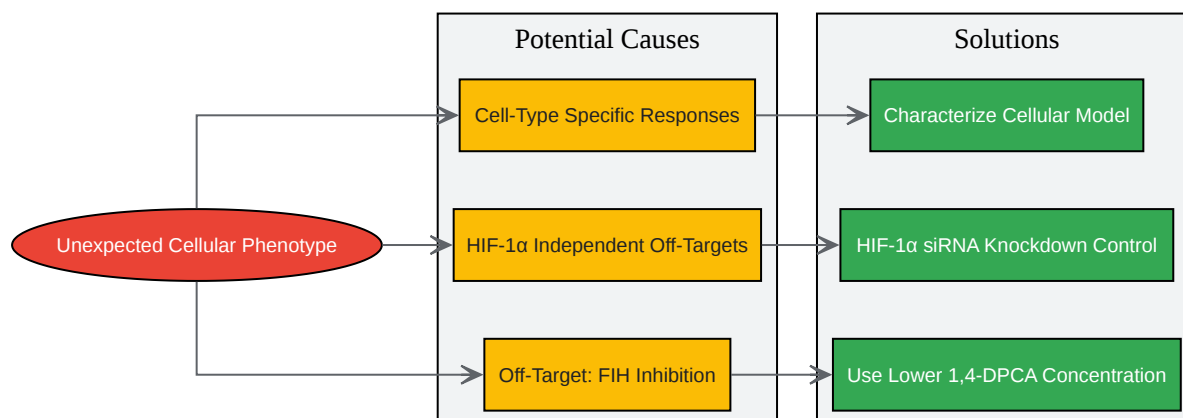 Potential Causes
Solutions
Cell-Type Specific Responses
Characterize Cellular Model
Unexpected Cellular Phenotype
HIF-1α Independent Off-Targets
HIF-1α siRNA Knockdown Control
Off-Target: FIH Inhibition
Use Lower 1,4-DPCA Concentration